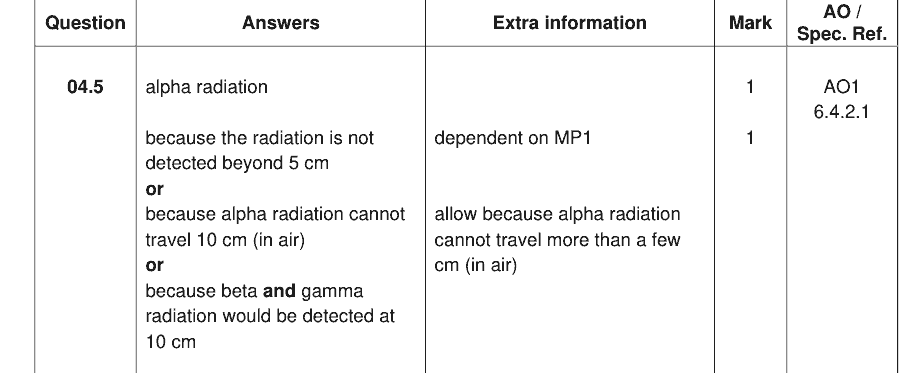 Question Answers Extra information Mark AO /
Spec. Ref.
04.5 alpha radiation 1 AO1
6.4.2.1
because the radiation is not dependent on MP1 1
detected beyond 5 cm
or
because alpha radiation cannot allow because alpha radiation
travel 10 cm (in air) cannot travel more than a few
or cm (in air)
because beta and gamma
radiation would be detected at
10 cm